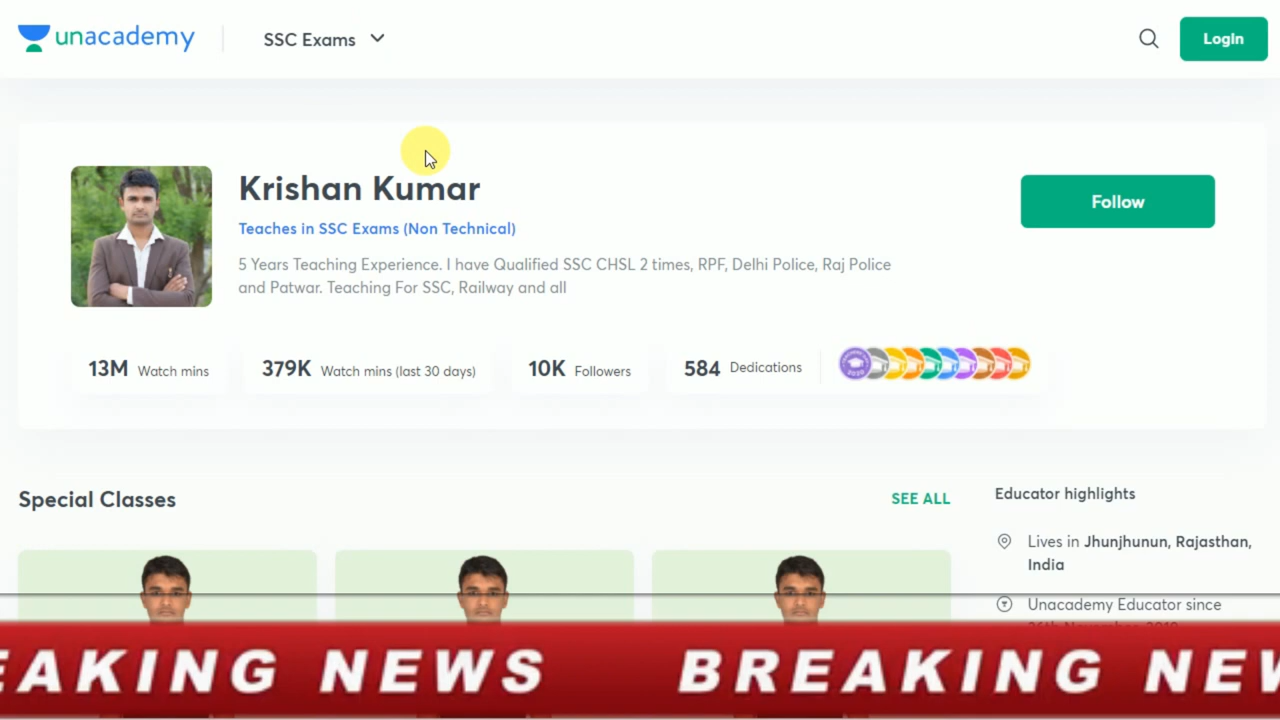 unacademy
SSC Exams
Login
Krishan Kumar
Follow
Teaches in SSC Exams (Non Technical)
5 Years Teaching Experience. I have Qualified SSC CHSL 2 times, RPF, Delhi Police, Raj Police
and Patwar. Teaching For SSC, Railway and all
13M Watch mins
379K Watch mins (last 30 days)
10K Followers
584 Dedications
Special Classes
SEE ALL
Educator highlights
Lives in Jhunjhunun, Rajasthan,
India
Unacademy Educator since
EAKING NEWS BREAKING NEW